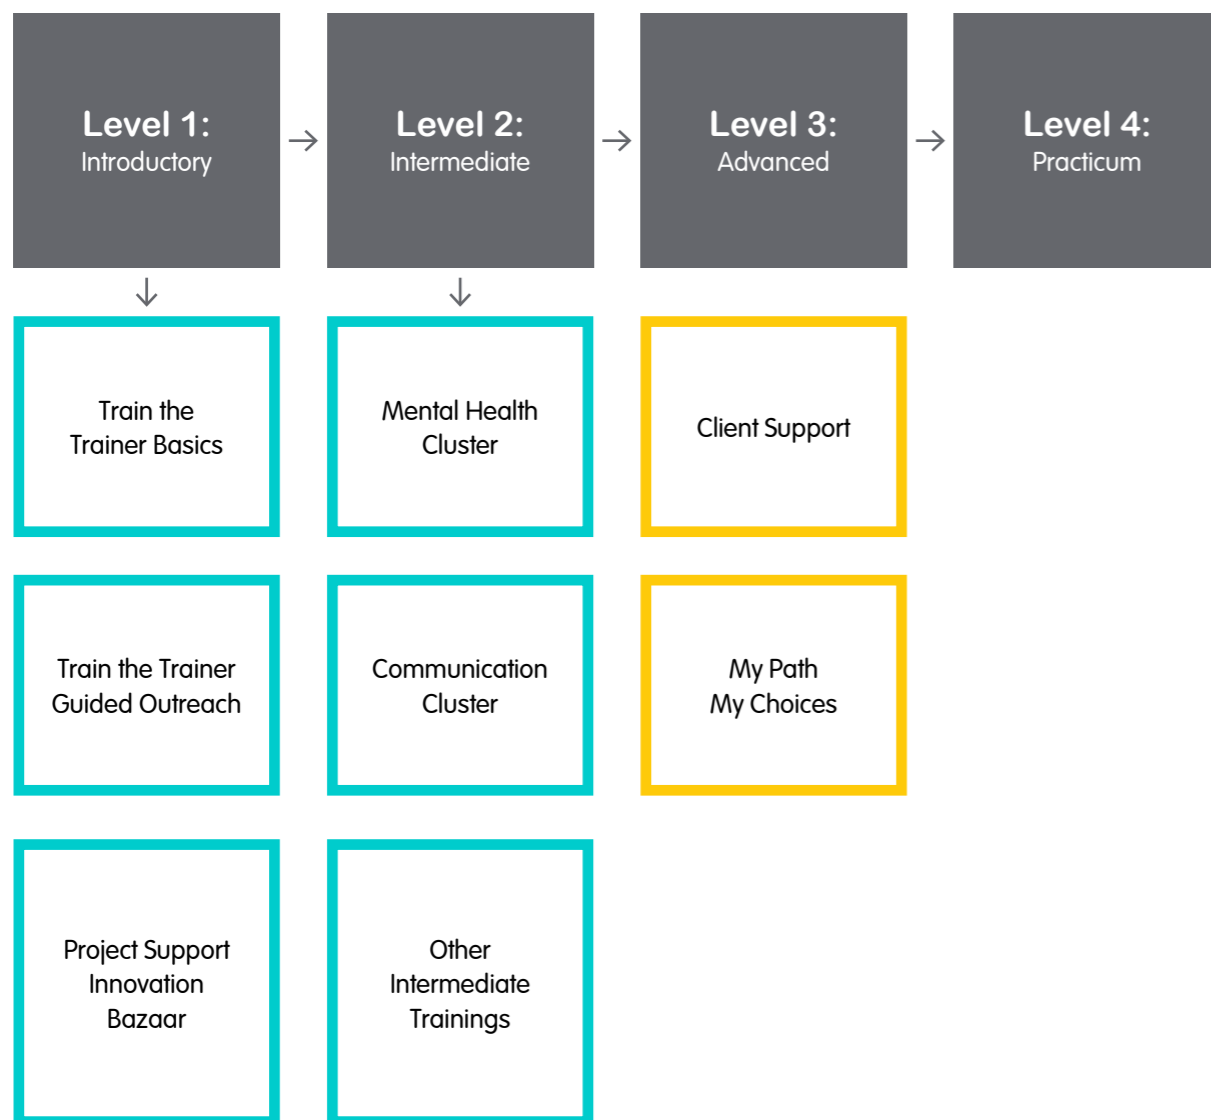 Level 1:
Introductory
→
Level 2:
Intermediate
→
Level 3:
Advanced
→
Level 4:
Practicum
↓
↓
Train the
Trainer Basics
Mental Health
Cluster
Client Support
Train the Trainer
Guided Outreach
Communication
Cluster
My Path
My Choices
Project Support
Innovation
Bazaar
Other
Intermediate
Trainings